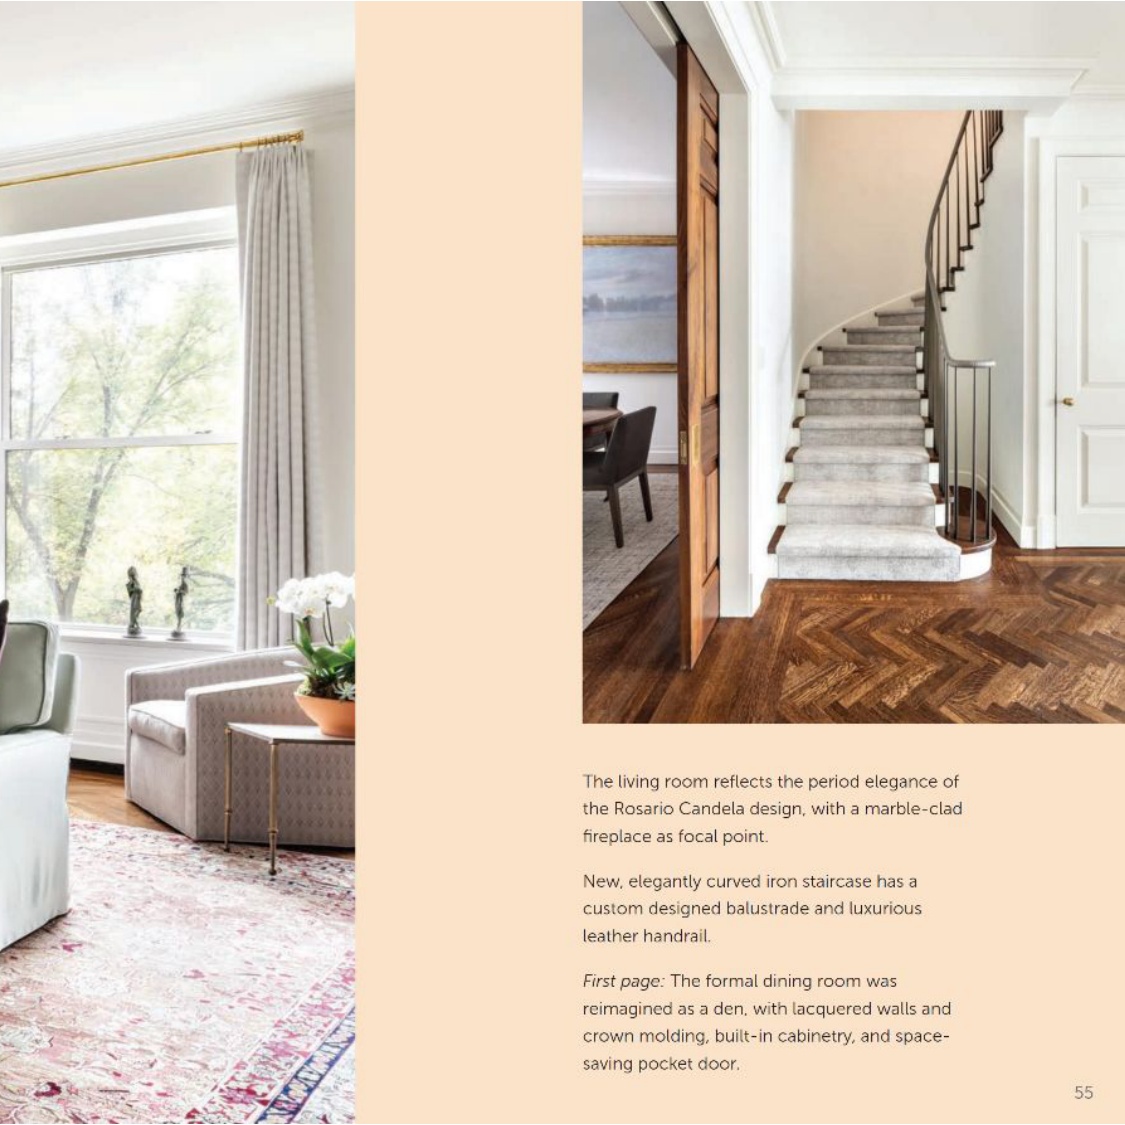 The living room reflects the period elegance of
the Rosario Candela design, with a marble-clad
fireplace as focal point.
New, elegantly curved iron staircase has a
custom designed balustrade and luxurious
leather handrail.
First page: The formal dining room was
reimagined as a den, with lacquered walls and
crown molding, built-in cabinetry, and space-
saving pocket door.
55